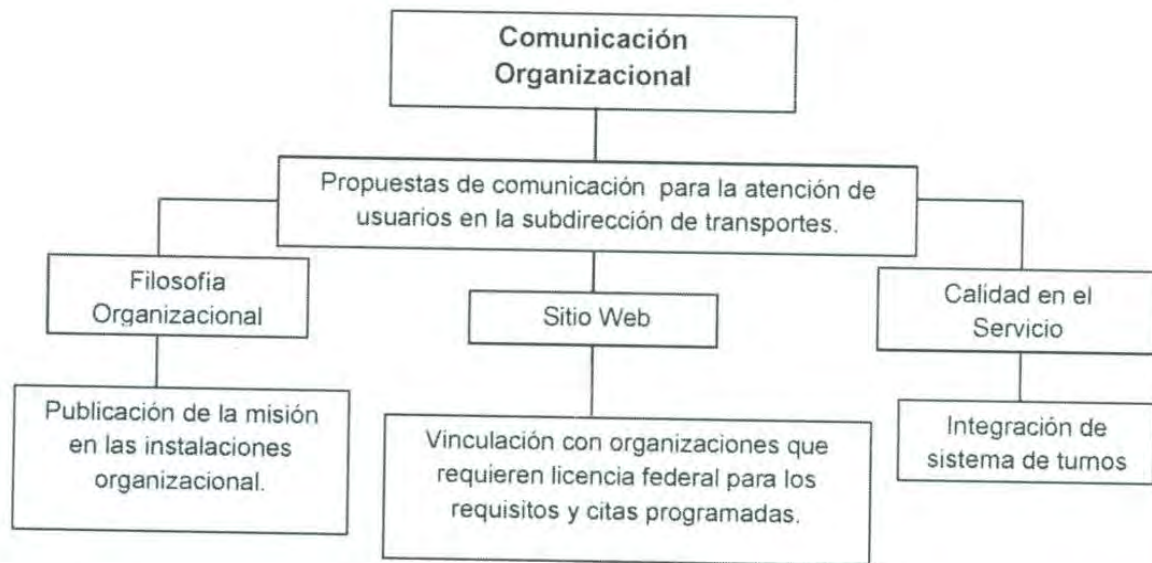 Comunicación
Organizacional
Propuestas de comunicación para la atención de
usuarios en la subdirección de transportes.
Filosofia
Organizacional
Sitio Web
Calidad en el
Servicio
Publicación de la misión
en las instalaciones
organizacional.
Vinculación con organizaciones que
requieren licencia federal para los
requisitos y citas programadas.
Integración de
sistema de turnos